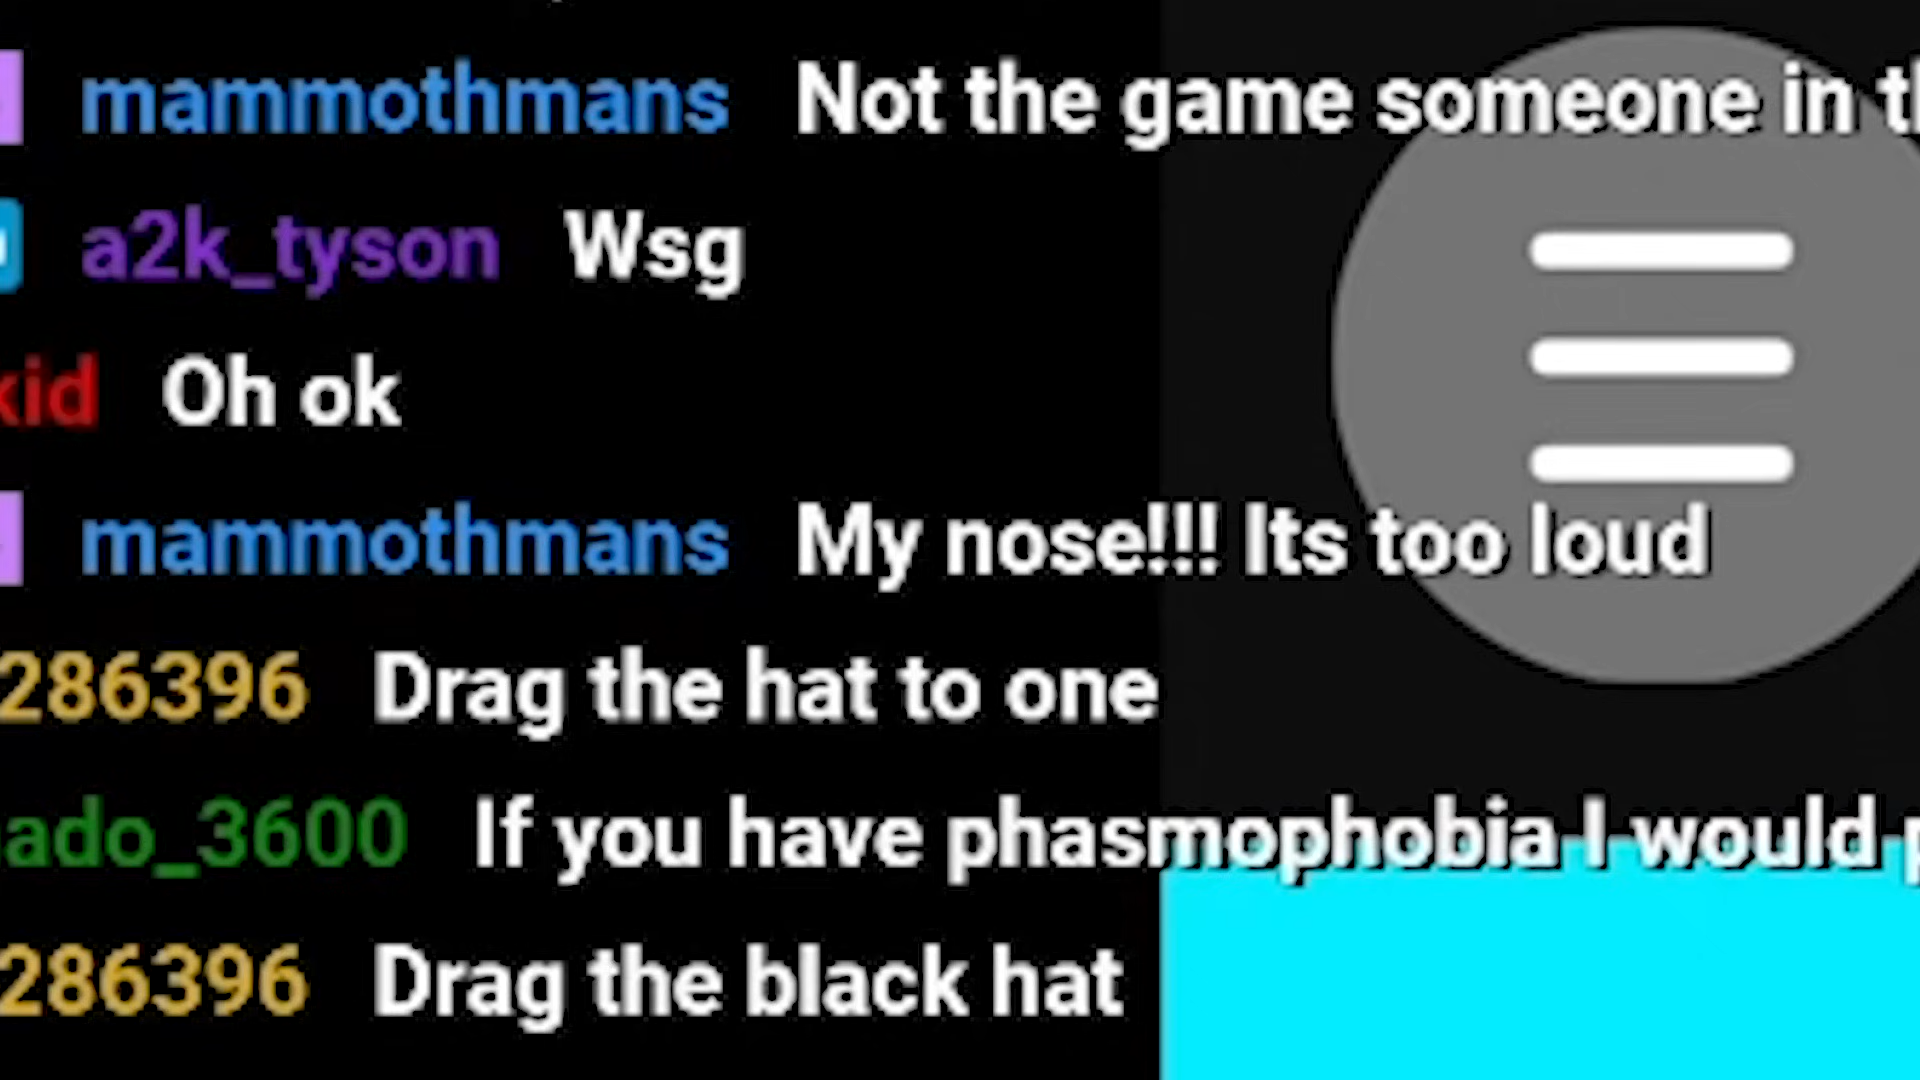 mammothmans Not the game someone in
a2k_tyson Wsg
kid Oh ok
mammothmans My nose!!! Its too loud
286396 Drag the hat to one
ado_3600 If you have phasmophobia I would
286396 Drag the black hat